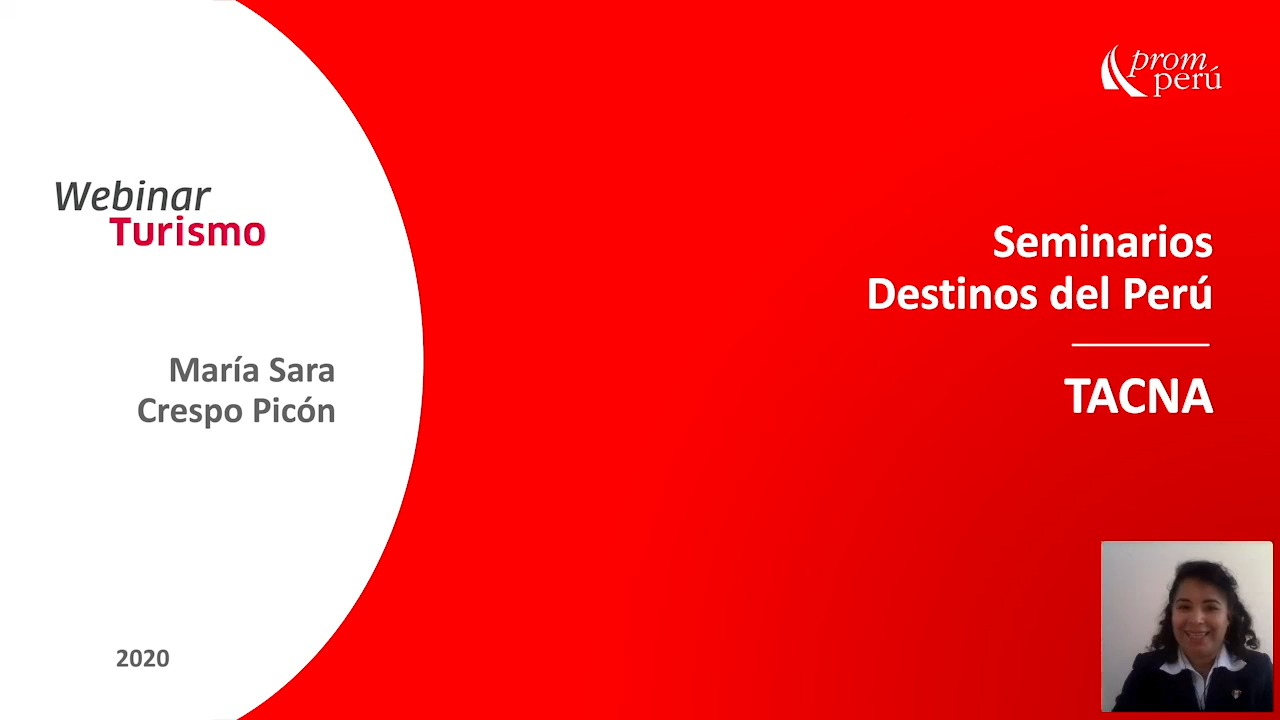 prom
perú
Webinar
Turismo
Seminarios
Destinos del Perú
TACNA
María Sara
Crespo Picón
2020